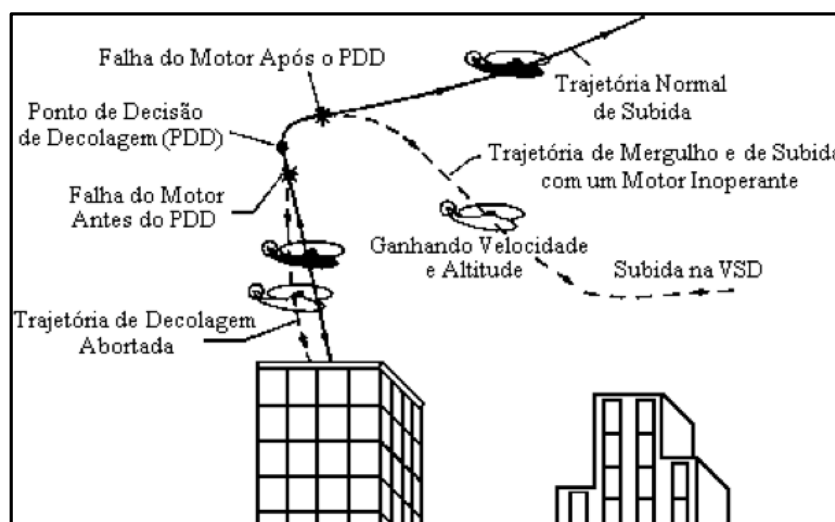 Falha do Motor Após o PDD
Trajetória Normal
de Subida
Ponto de Decisão
de Decolagem (PDD)
Trajetória de Mergulho e de Subida
com um Motor Inoperante
Falha do Motor
Antes do PDD
Ganhando Velocidade
e Altitude
Subida na VSD
Trajetória de Decolagem
Abortada